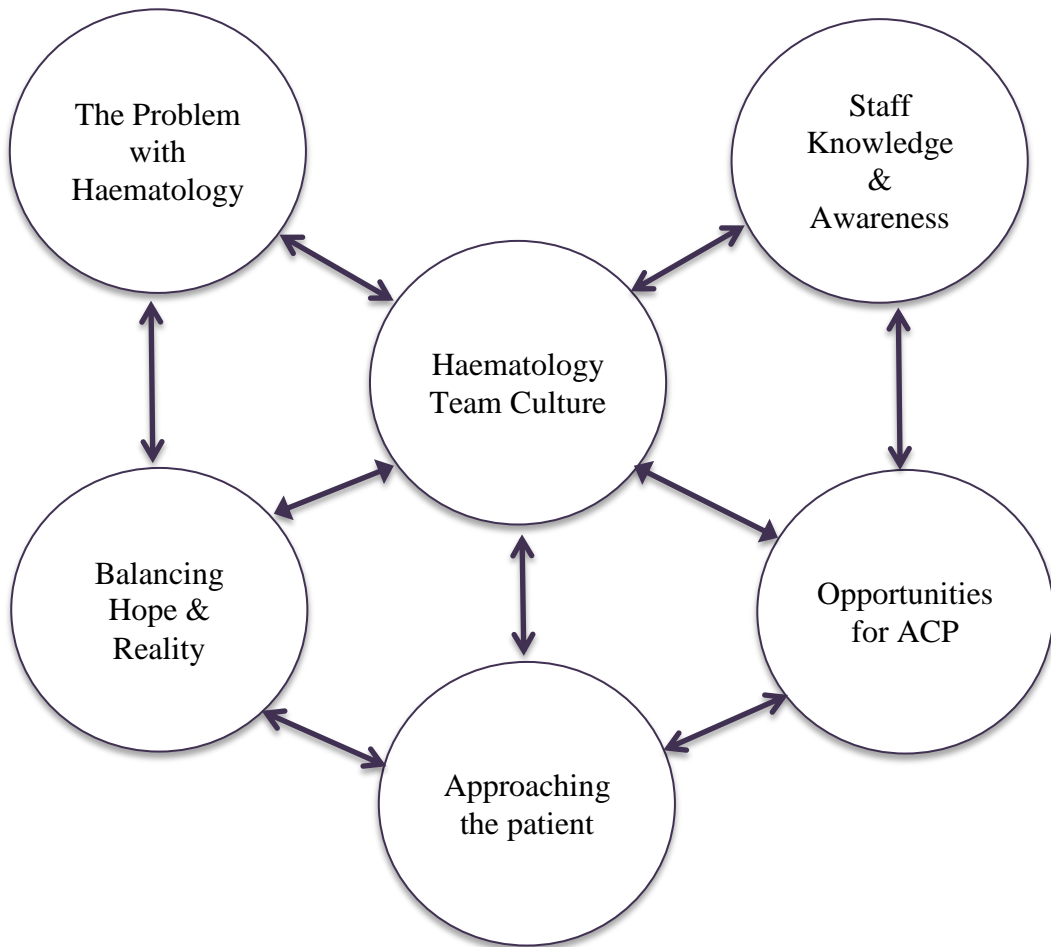 The Problem
with
Haematology
Staff
Knowledge
&
Awareness
Haematology
Team Culture
Balancing
Hope &
Reality
Opportunities
for ACP
Approaching
the patient